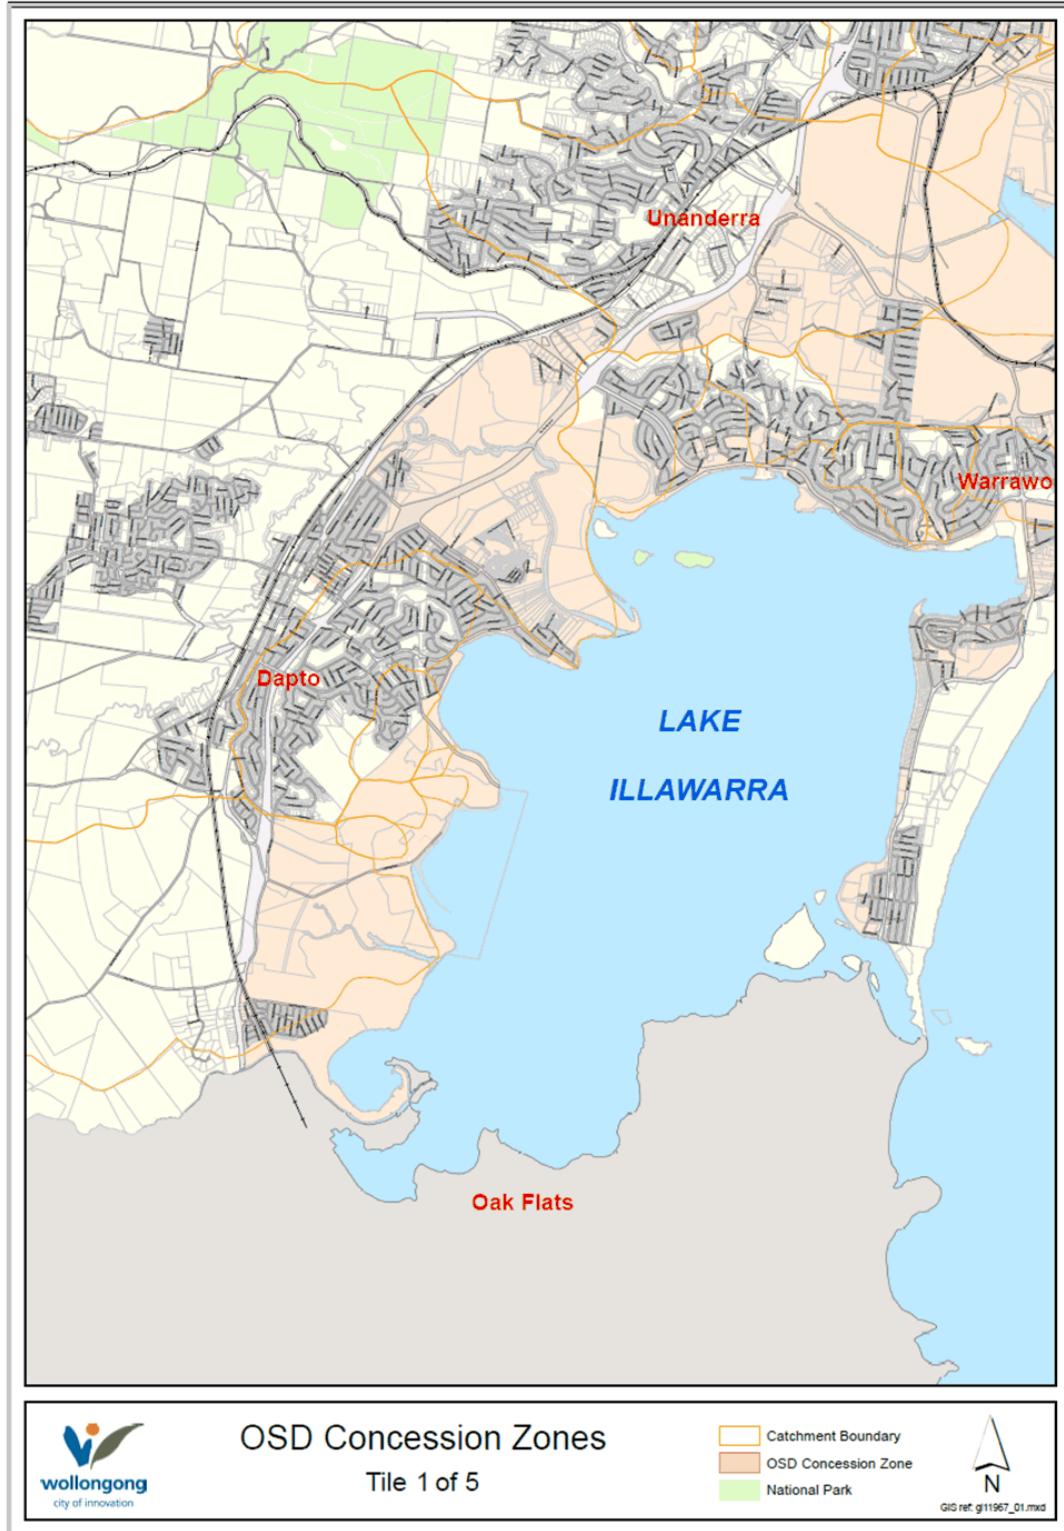 Unanderra
Warrawo
Dapto
LAKE
ILLAWARRA
Oak Flats
wollongong
city of innovation
OSD Concession Zones
Tile 1 of 5
Catchment Boundary
OSD Concession Zone
National Park
N
GIS ref: gl11967_01.mxd